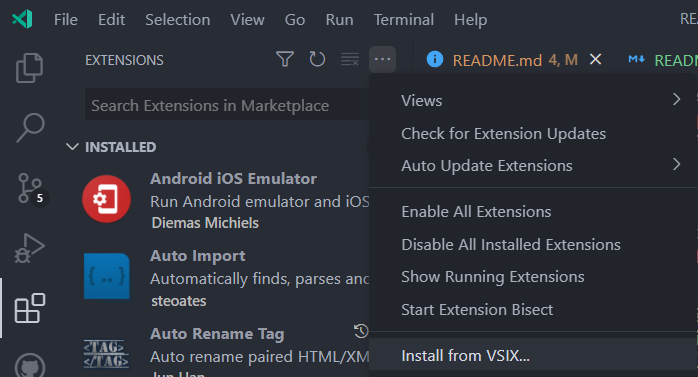 File Edit Selection View Go Run Terminal Help
EXTENSIONS
README.md 4, M
Search Extensions in Marketplace
INSTALLED
Android iOS Emulator
Run Android emulator and iOS
Diemas Michiels
Auto Import
Automatically finds, parses and
steoates
Auto Rename Tag
<TAG>
</TAG>
Auto rename paired HTML/XM
5
{..}
Views
Check for Extension Updates
Auto Update Extensions
Enable All Extensions
Disable All Installed Extensions
Show Running Extensions
Start Extension Bisect
Install from VSIX...